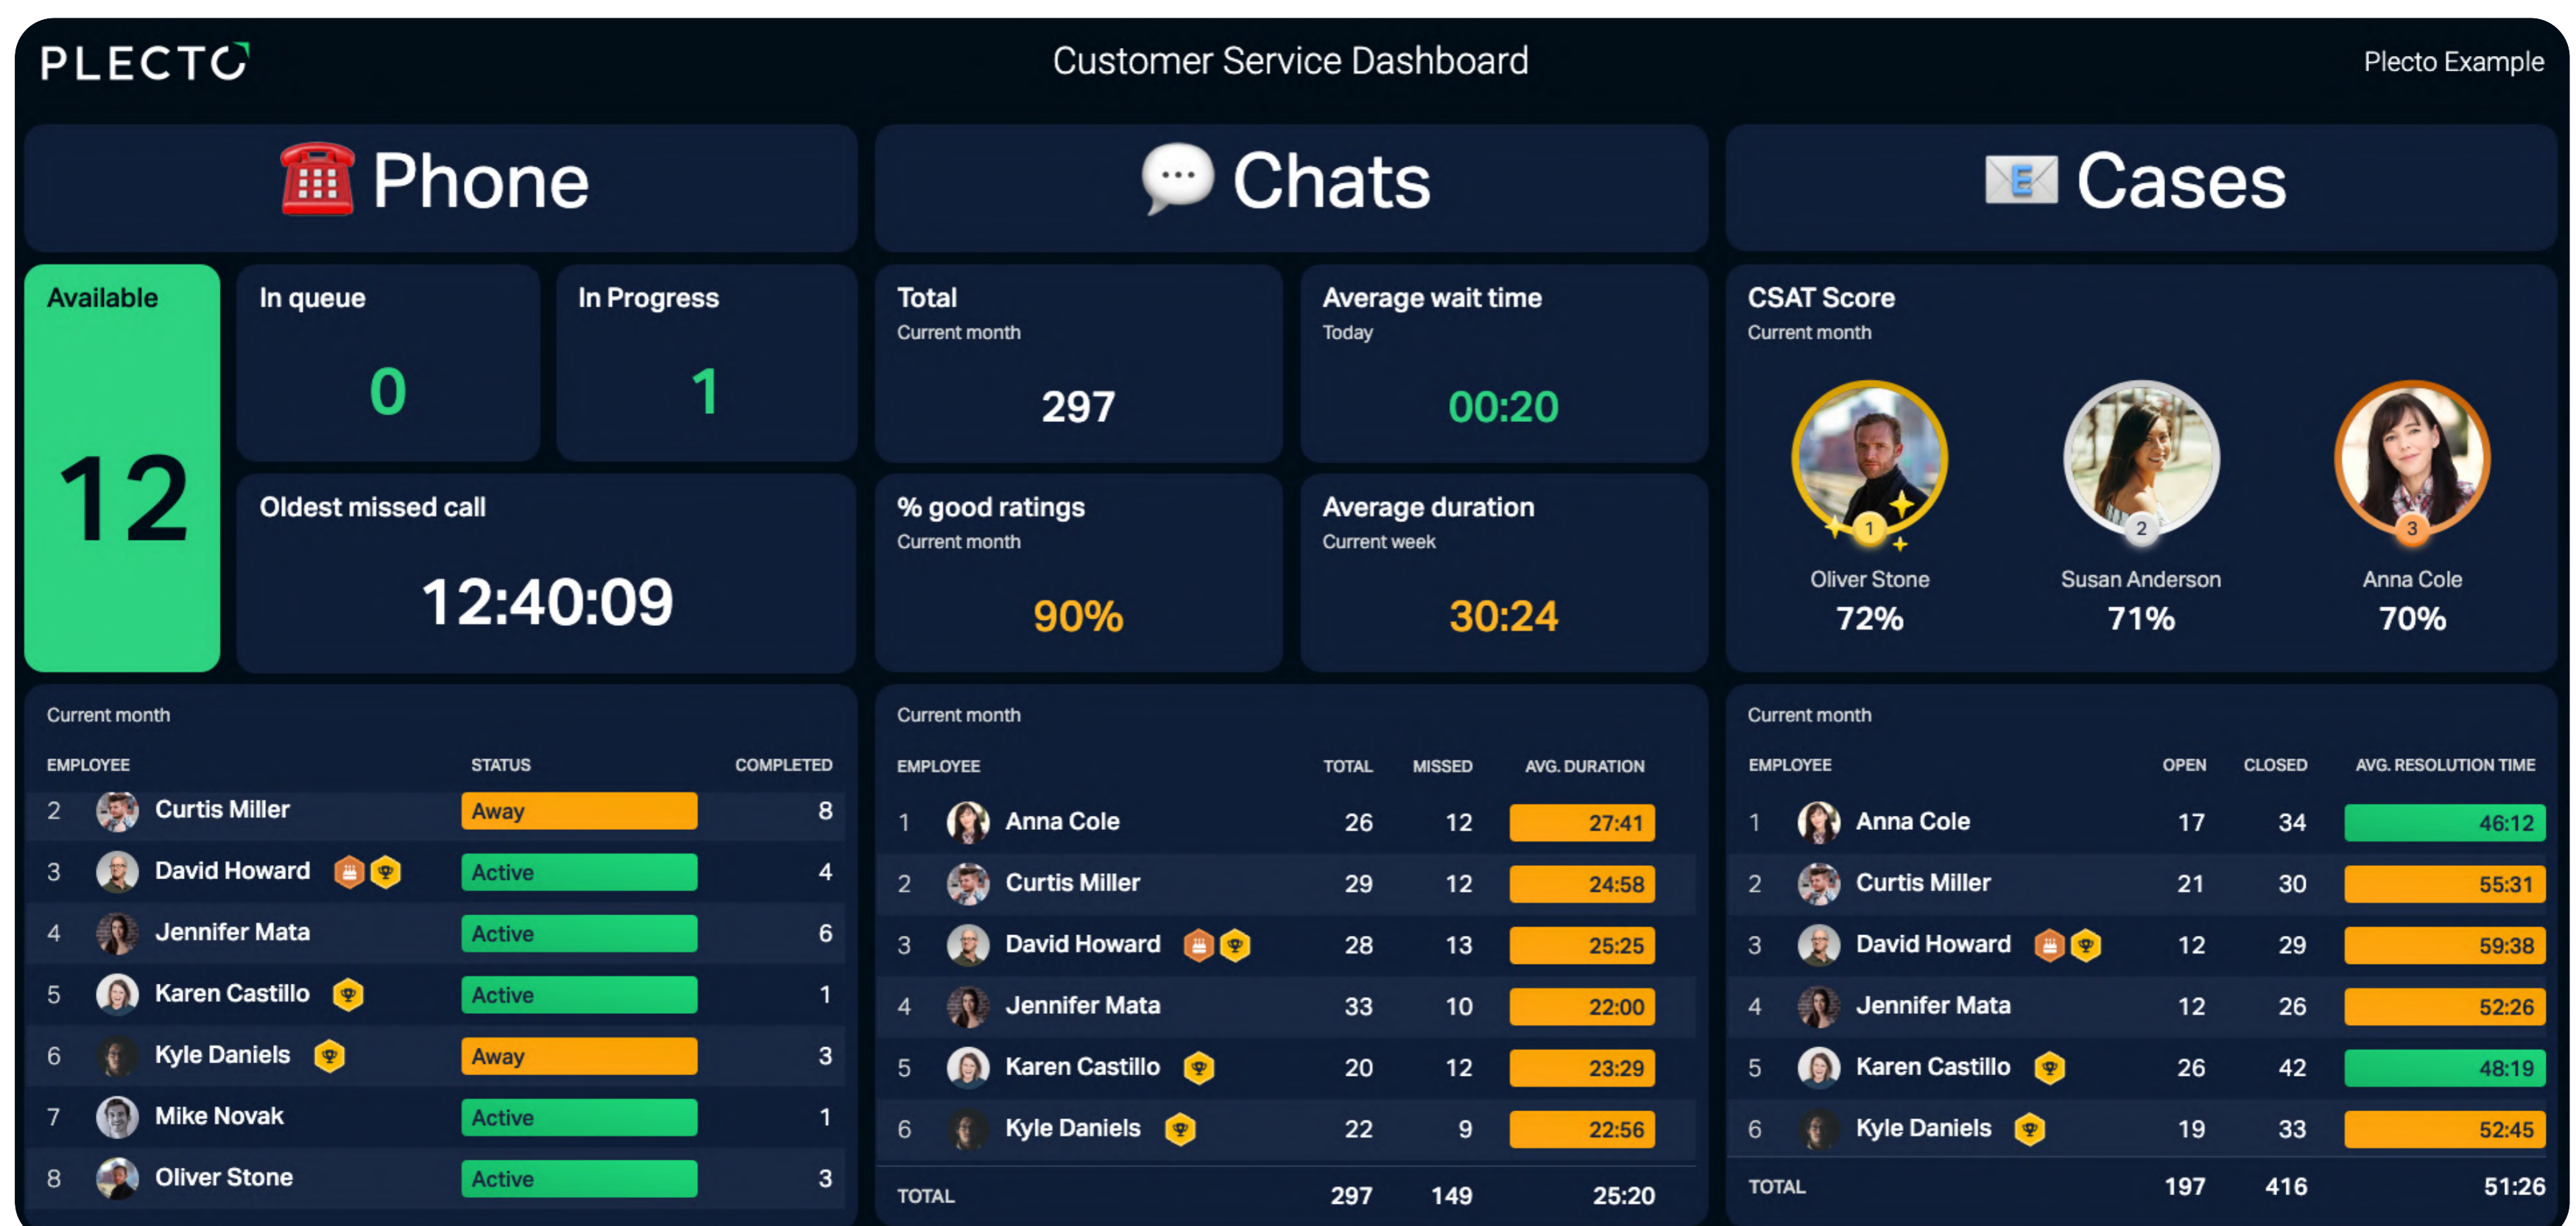 PLECTO
Customer Service Dashboard
Plecto Example
Phone
Chats
Cases
Available
12
In queue
0
In Progress
1
Oldest missed call
12:40:09
Total
Current month
297
Average wait time
Today
00:20
% good ratings
Current month
90%
Average duration
Current week
30:24
CSAT Score
Current month
1
2
3
Oliver Stone
Susan Anderson
Anna Cole
72%
71%
70%
Current month
EMPLOYEE STATUS COMPLETED
2 Curtis Miller Away 8
3 David Howard Active 4
4 Jennifer Mata Active 6
5 Karen Castillo Active 1
6 Kyle Daniels Away 3
7 Mike Novak Active 1
8 Oliver Stone Active 3
Current month
EMPLOYEE TOTAL MISSED AVG. DURATION
1 Anna Cole 26 12 27:41
2 Curtis Miller 29 12 24:58
3 David Howard 28 13 25:25
4 Jennifer Mata 33 10 22:00
5 Karen Castillo 20 12 23:29
6 Kyle Daniels 22 9 22:56
TOTAL 297 149 25:20
Current month
EMPLOYEE OPEN CLOSED AVG. RESOLUTION TIME
1 Anna Cole 17 34 46:12
2 Curtis Miller 21 30 55:31
3 David Howard 12 29 59:38
4 Jennifer Mata 12 26 52:26
5 Karen Castillo 26 42 48:19
6 Kyle Daniels 19 33 52:45
TOTAL 197 416 51:26